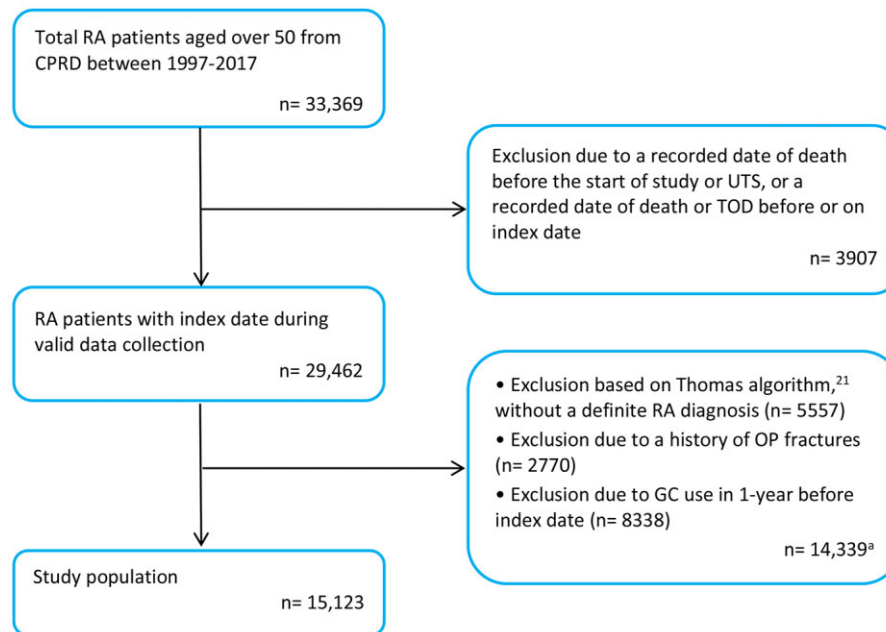 Total RA patients aged over 50 from
CPRD between 1997-2017
n= 33,369
Exclusion due to a recorded date of death
before the start of study or UTS, or a
recorded date of death or TOD before or on
index date
n= 3907
RA patients with index date during
valid data collection
n= 29,462
• Exclusion based on Thomas algorithm,²¹
without a definite RA diagnosis (n= 5557)
• Exclusion due to a history of OP fractures
(n= 2770)
• Exclusion due to GC use in 1-year before
index date (n= 8338)
n= 14,339ᵃ
Study population
n= 15,123